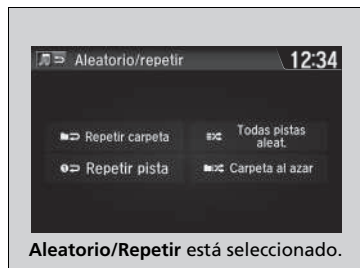 Aleatorio/repetir
12:34
Repetir carpeta
Todas pistas
aleat.
Repetir pista
Carpeta al azar
Aleatorio/Repetir está seleccionado.